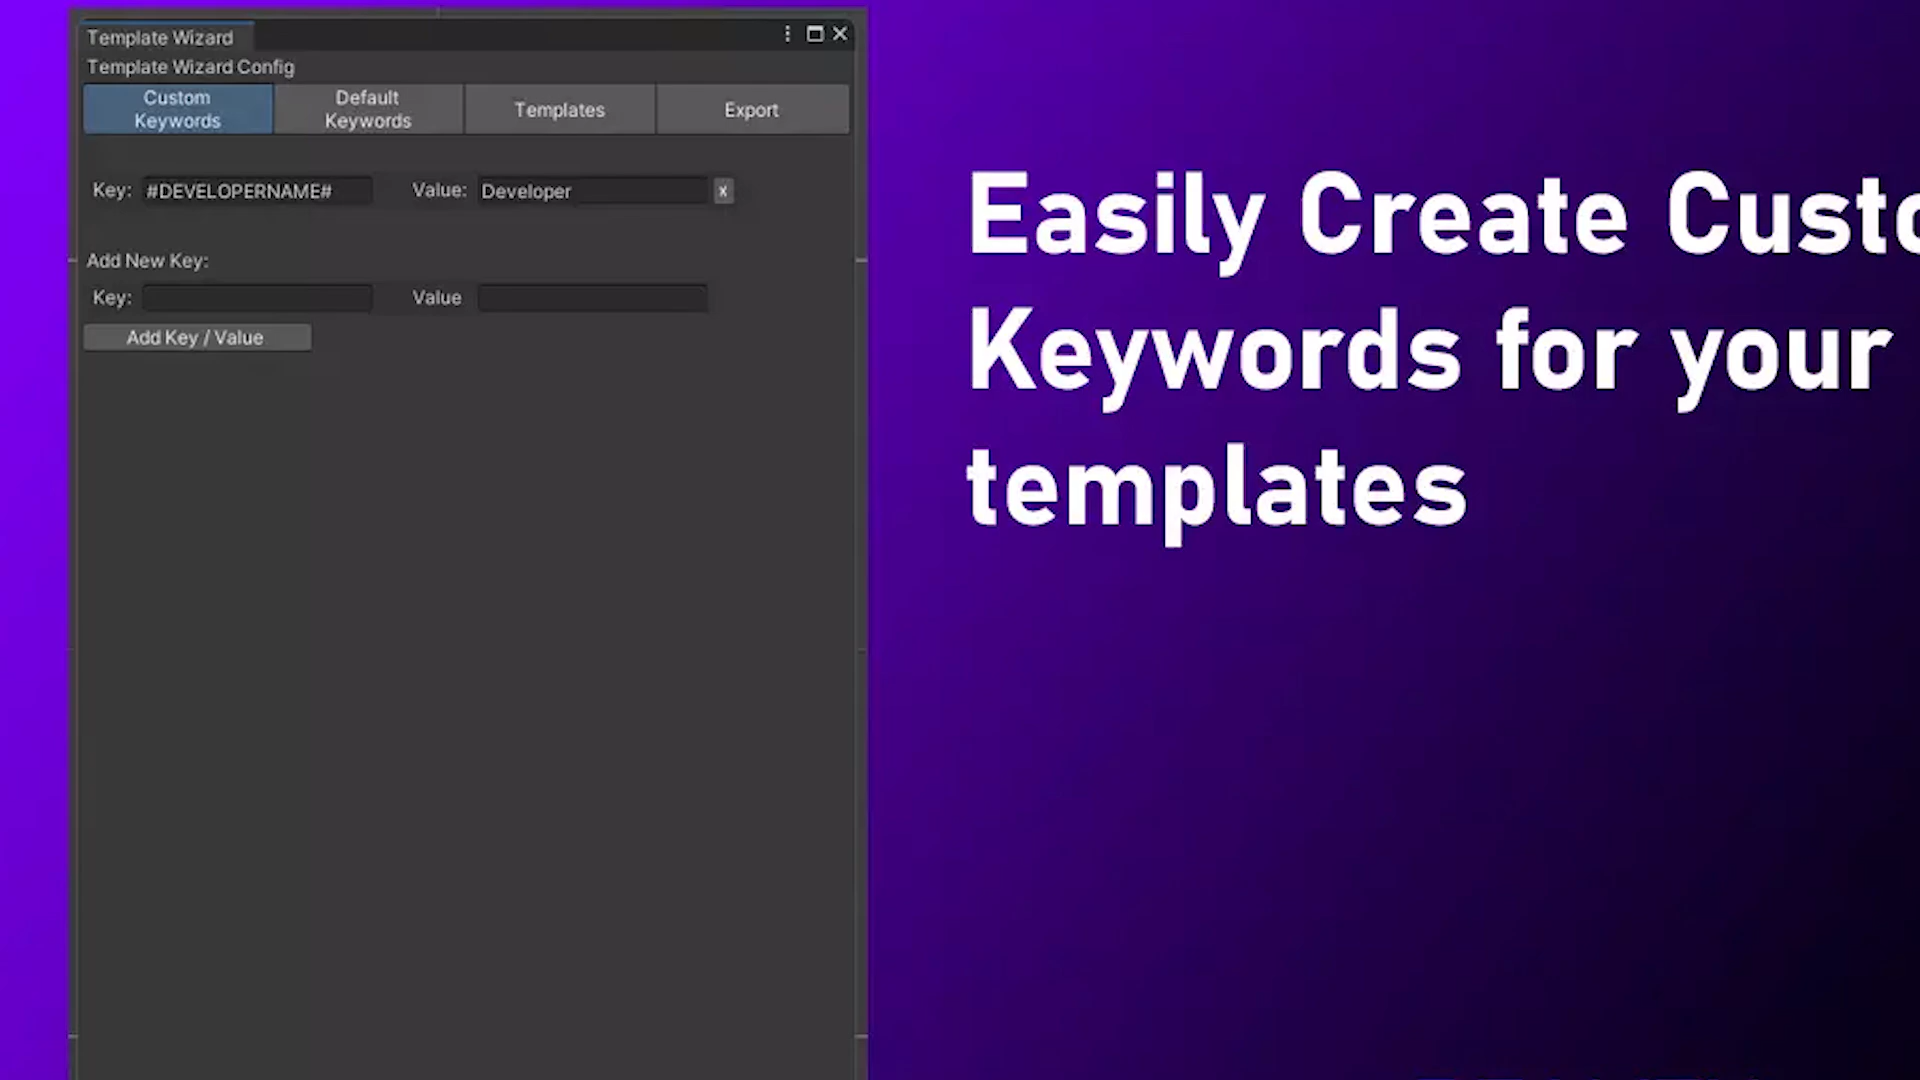 Template Wizard
Template Wizard Config
Custom Keywords
Default Keywords
Templates
Export
Key: #DEVELOPERNAME# Value: Developer x
Add New Key:
Key: Value
Add Key / Value
Easily Create
Keywords for your
templates